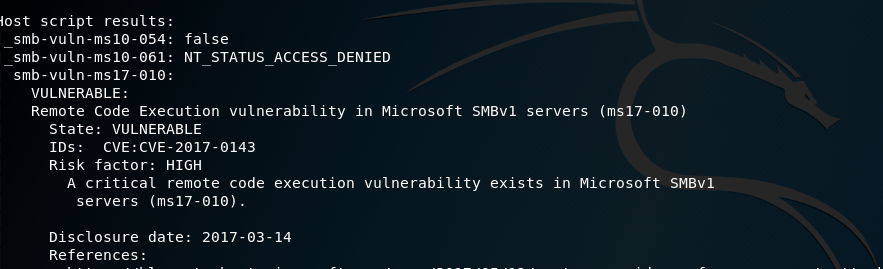 Host script results:
_smb-vuln-ms10-054: false
_smb-vuln-ms10-061: NT_STATUS_ACCESS_DENIED
smb-vuln-ms17-010:
VULNERABLE:
Remote Code Execution vulnerability in Microsoft SMBv1 servers (ms17-010)
State: VULNERABLE
IDs:  CVE:CVE-2017-0143
Risk factor: HIGH
A critical remote code execution vulnerability exists in Microsoft SMBv1
servers (ms17-010).
Disclosure date: 2017-03-14
References: